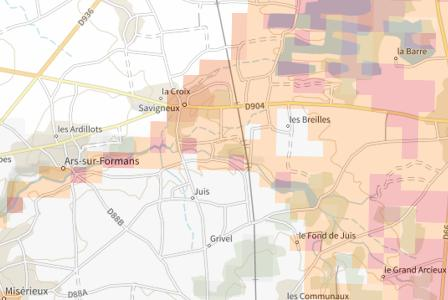 D936
la Barre
la Croix
Savigneux
D904
les Breilles
les Ardillots
Ars-sur-Formans
Juis
D88B
Grivel
le Fond de Juis
le Grand Arcieux
Misérieux
D88A
les Communaux